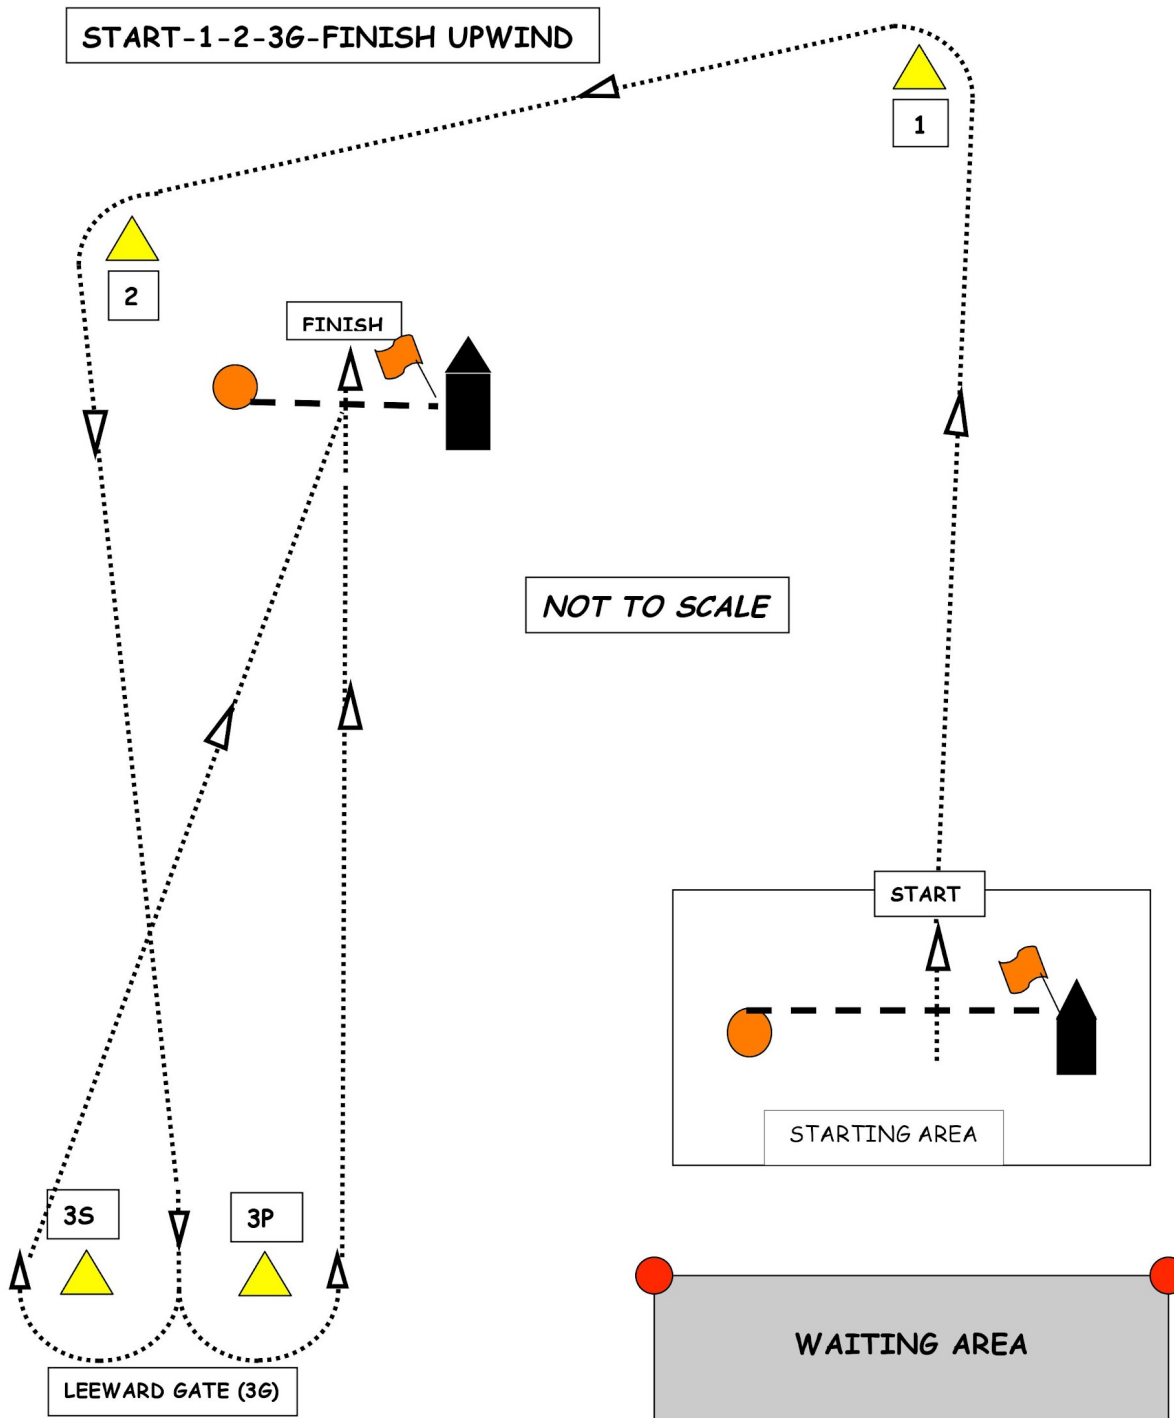 START-1-2-3G-FINISH UPWIND
1
2
FINISH
NOT TO SCALE
START
STARTING AREA
3S
3P
WAITING AREA
LEEWARD GATE (3G)